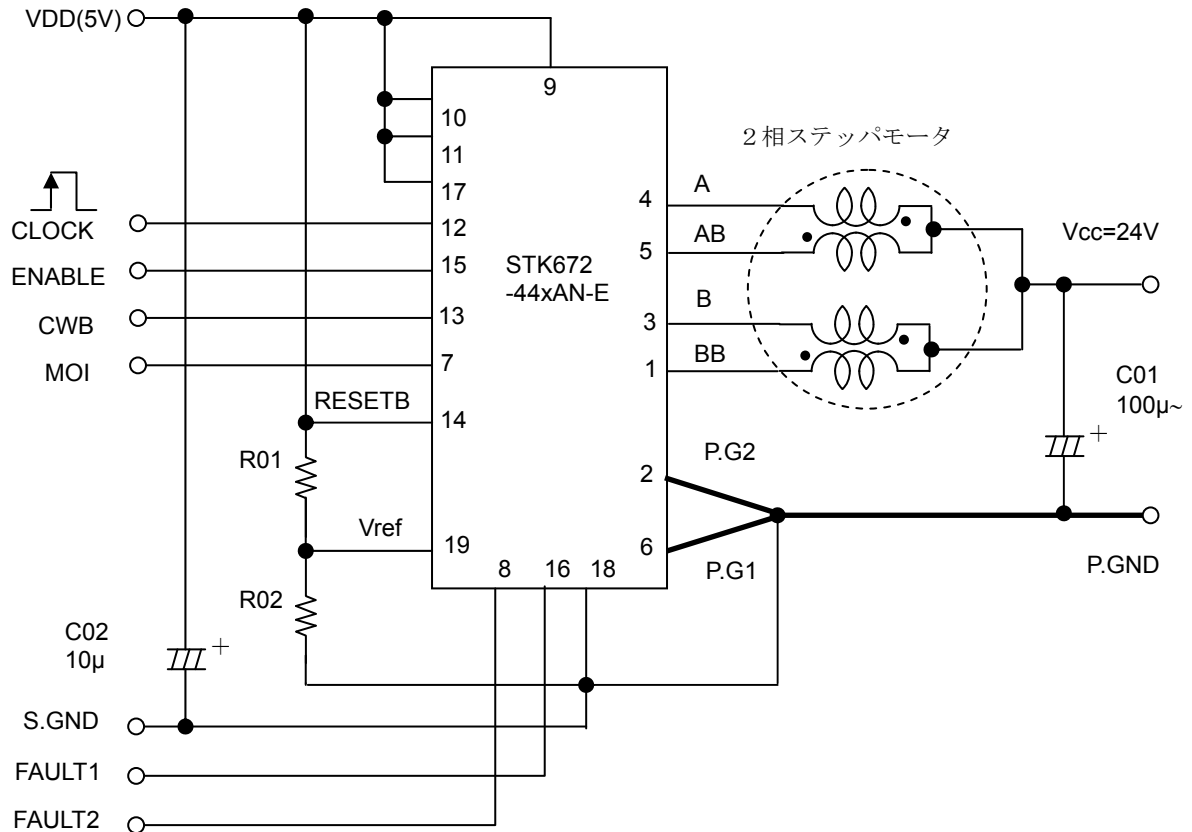 VDD(5V)
9
10
11
17
CLOCK
12
ENABLE
15
CWB
13
MOI
7
RESETB
14
R01
Vref
19
R02
C02
10µ
+
S.GND
FAULT1
FAULT2
8
16
18
STK672
-44xAN-E
2相ステッパモータ
4
A
5
AB
3
B
1
BB
Vcc=24V
C01
100µ~
+
2
P.G2
6
P.G1
P.GND